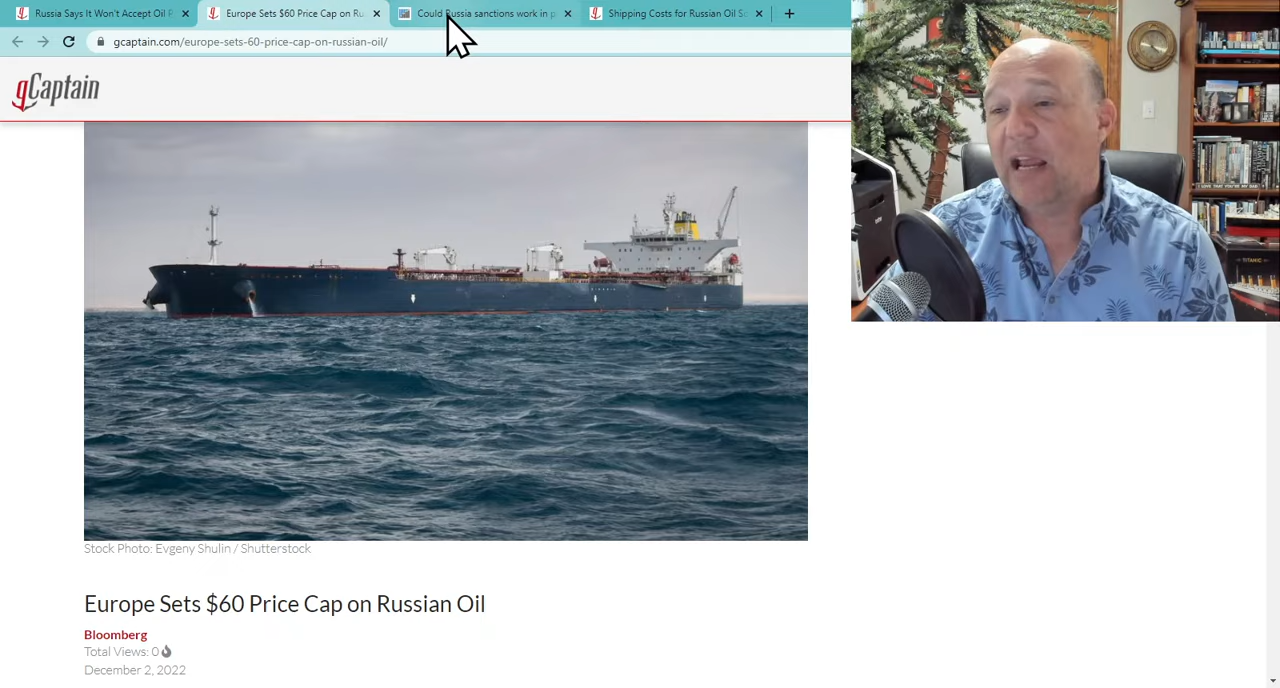 Russia Says It Won't Accept Oil P
Europe Sets $60 Price Cap on Ru
Could Russia sanctions work in p
Shipping Costs for Russian Oil So
gcaptain.com/europe-sets-60-price-cap-on-russian-oil/
gCaptain
Stock Photo: Evgeny Shulin / Shutterstock
Europe Sets $60 Price Cap on Russian Oil
Bloomberg
Total Views: 0
December 2, 2022
TITANIC